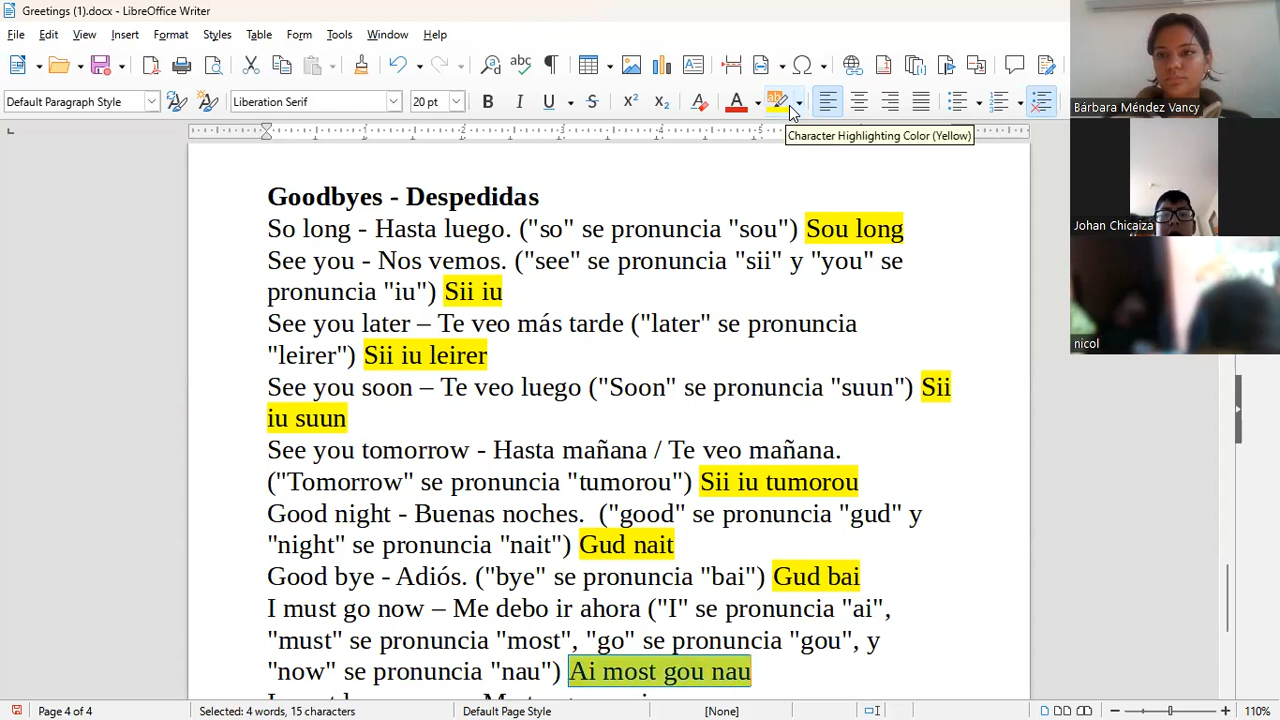 Greetings (1).docx - LibreOffice Writer
File Edit View Insert Format Styles Table Form Tools Window Help
Default Paragraph Style Liberation Serif 20 pt
Character Highlighting Color (Yellow)
Bárbara Méndez Vancy
Johan Chicaiza
nicol
Goodbyes - Despedidas
So long - Hasta luego. ("so" se pronuncia "sou") Sou long
See you - Nos vemos. ("see" se pronuncia "sii" y "you" se
pronuncia "iu") Sii iu
See you later – Te veo más tarde ("later" se pronuncia
"leirer") Sii iu leirer
See you soon – Te veo luego ("Soon" se pronuncia "suun") Sii
iu suun
See you tomorrow - Hasta mañana / Te veo mañana.
("Tomorrow" se pronuncia "tumorou") Sii iu tumorou
Good night - Buenas noches.  ("good" se pronuncia "gud" y
"night" se pronuncia "nait") Gud nait
Good bye - Adiós. ("bye" se pronuncia "bai") Gud bai
I must go now – Me debo ir ahora ("I" se pronuncia "ai",
"must" se pronuncia "most", "go" se pronuncia "gou", y
"now" se pronuncia "nau") Ai most gou nau
Page 4 of 4 Selected: 4 words, 15 characters Default Page Style [None] 110%